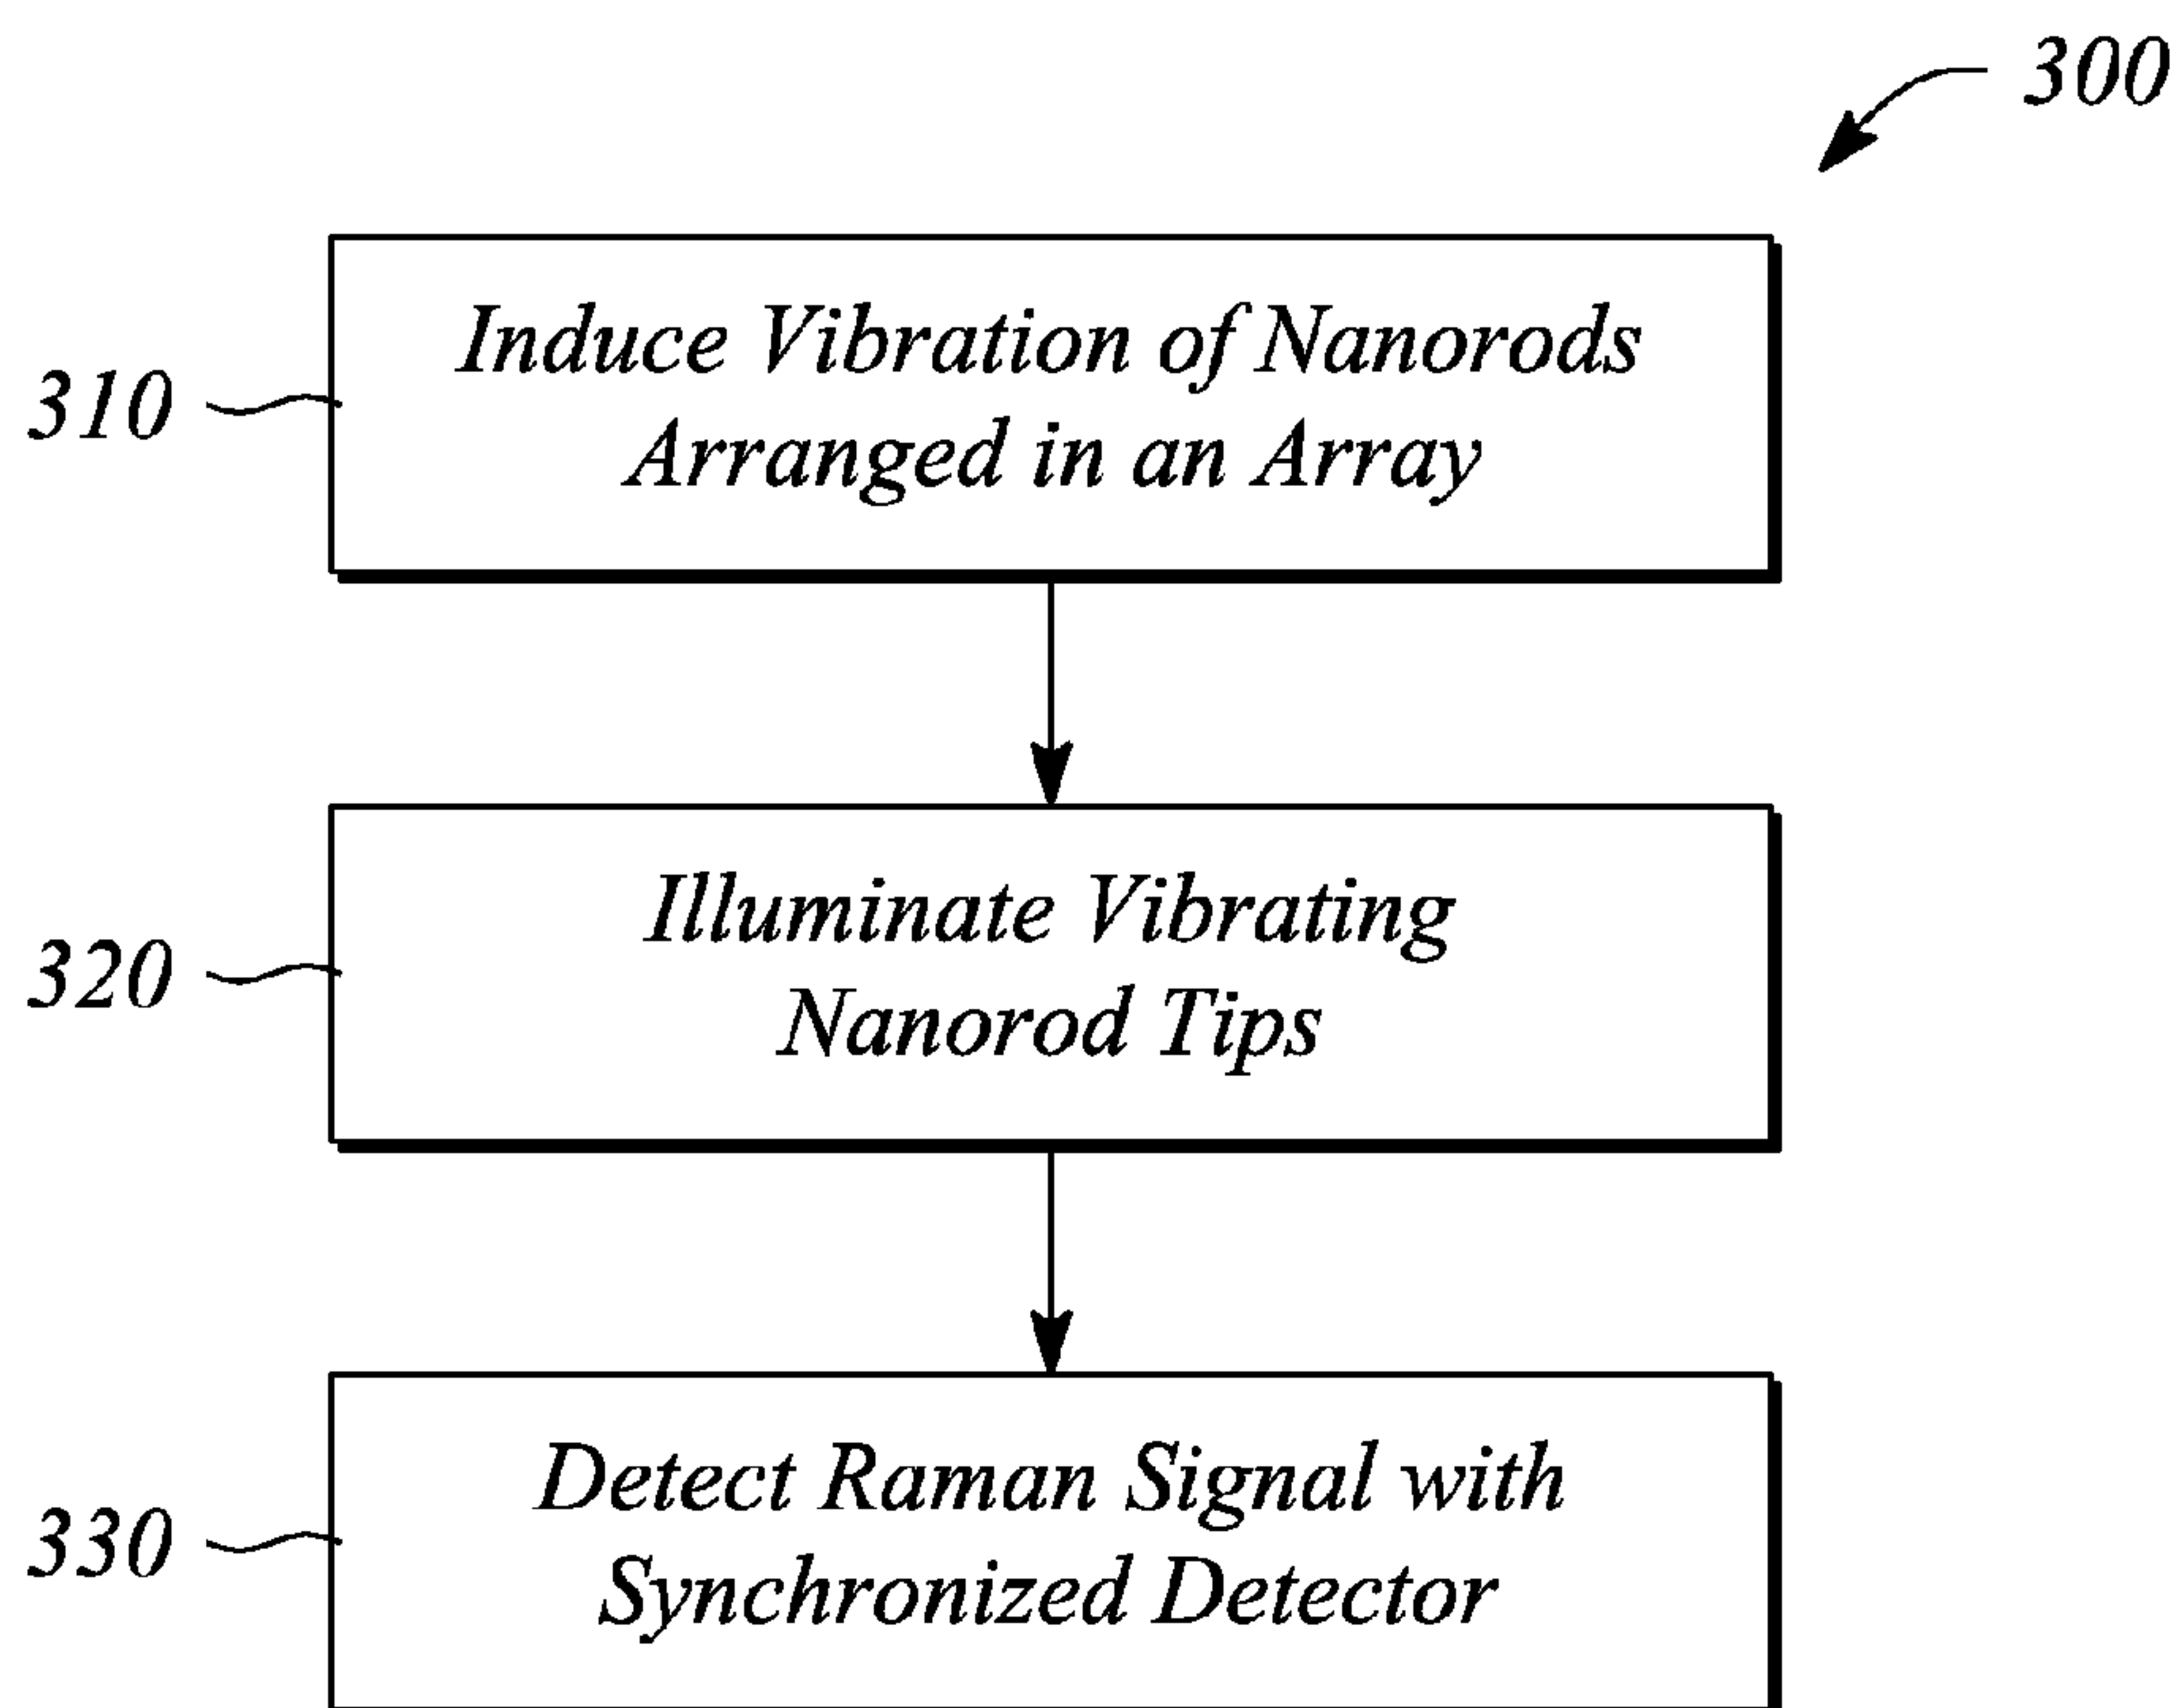 300
310
Induce Vibration of Nanorods
Arranged in an Array
320
Illuminate Vibrating
Nanorod Tips
330
Detect Raman Signal with
Synchronized Detector